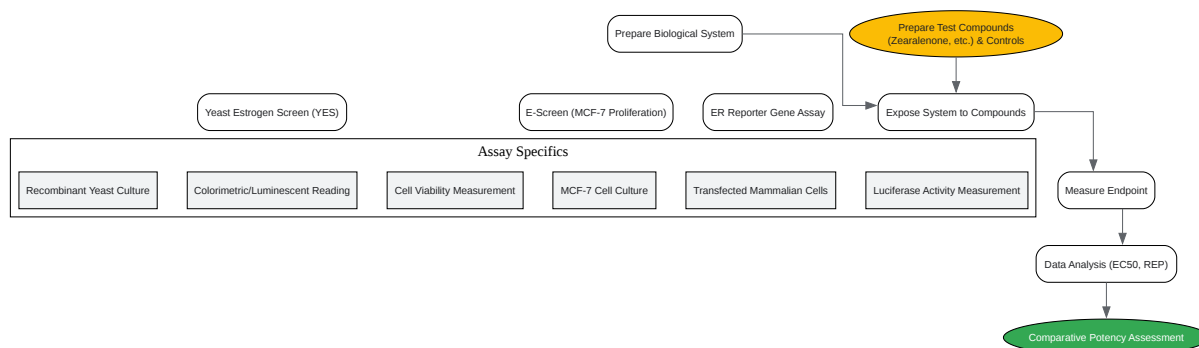 Prepare Biological System
Prepare Test Compounds
(Zearalenone, etc.) & Controls
Yeast Estrogen Screen (YES)
E-Screen (MCF-7 Proliferation)
ER Reporter Gene Assay
Expose System to Compounds
Assay Specifics
Recombinant Yeast Culture
Colorimetric/Luminescent Reading
Cell Viability Measurement
MCF-7 Cell Culture
Transfected Mammalian Cells
Luciferase Activity Measurement
Measure Endpoint
Data Analysis (EC50, REP)
Comparative Potency Assessment